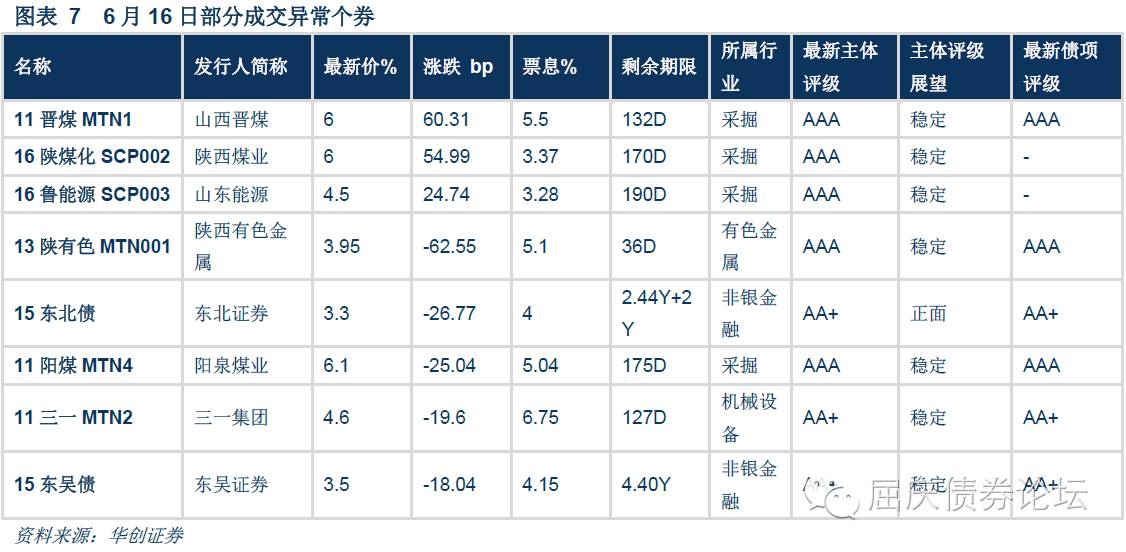 图表 7 6 月 16 日部分成交异常个券
名称 发行人简称 最新价% 涨跌 bp 票息% 剩余期限 所属行业 最新主体评级 主体评级展望 最新债项评级
11 晋煤 MTN1 山西晋煤 6 60.31 5.5 132D 采掘 AAA 稳定 AAA
16 陕煤化 SCP002 陕西煤业 6 54.99 3.37 170D 采掘 AAA 稳定 -
16 鲁能源 SCP003 山东能源 4.5 24.74 3.28 190D 采掘 AAA 稳定 -
13 陕有色 MTN001 陕西有色金属 3.95 -62.55 5.1 36D 有色金属 AAA 稳定 AAA
15 东北债 东北证券 3.3 -26.77 4 2.44Y+2Y 非银金融 AA+ 正面 AA+
11 阳煤 MTN4 阳泉煤业 6.1 -25.04 5.04 175D 采掘 AAA 稳定 AAA
11 三一 MTN2 三一集团 4.6 -19.6 6.75 127D 机械设备 AA+ 稳定 AA+
15 东吴债 东吴证券 3.5 -18.04 4.15 4.40Y 非银金融 稳定 AA+
屈庆债券论坛
资料来源：华创证券